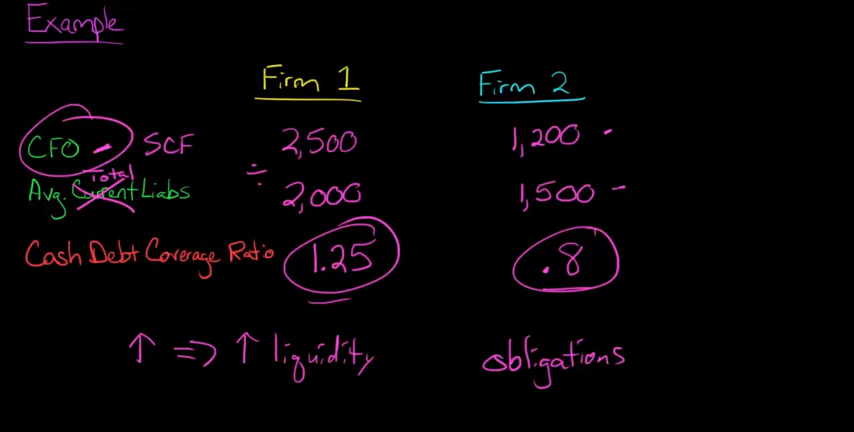 Example
Firm 1 Firm 2
CFO - SCF 2,500 1,200
Total
Avg. Current Liabs ÷ 2,000 1,500
Cash Debt Coverage Ratio 1.25 .8
↑ ⇒ ↑ liquidity obligations